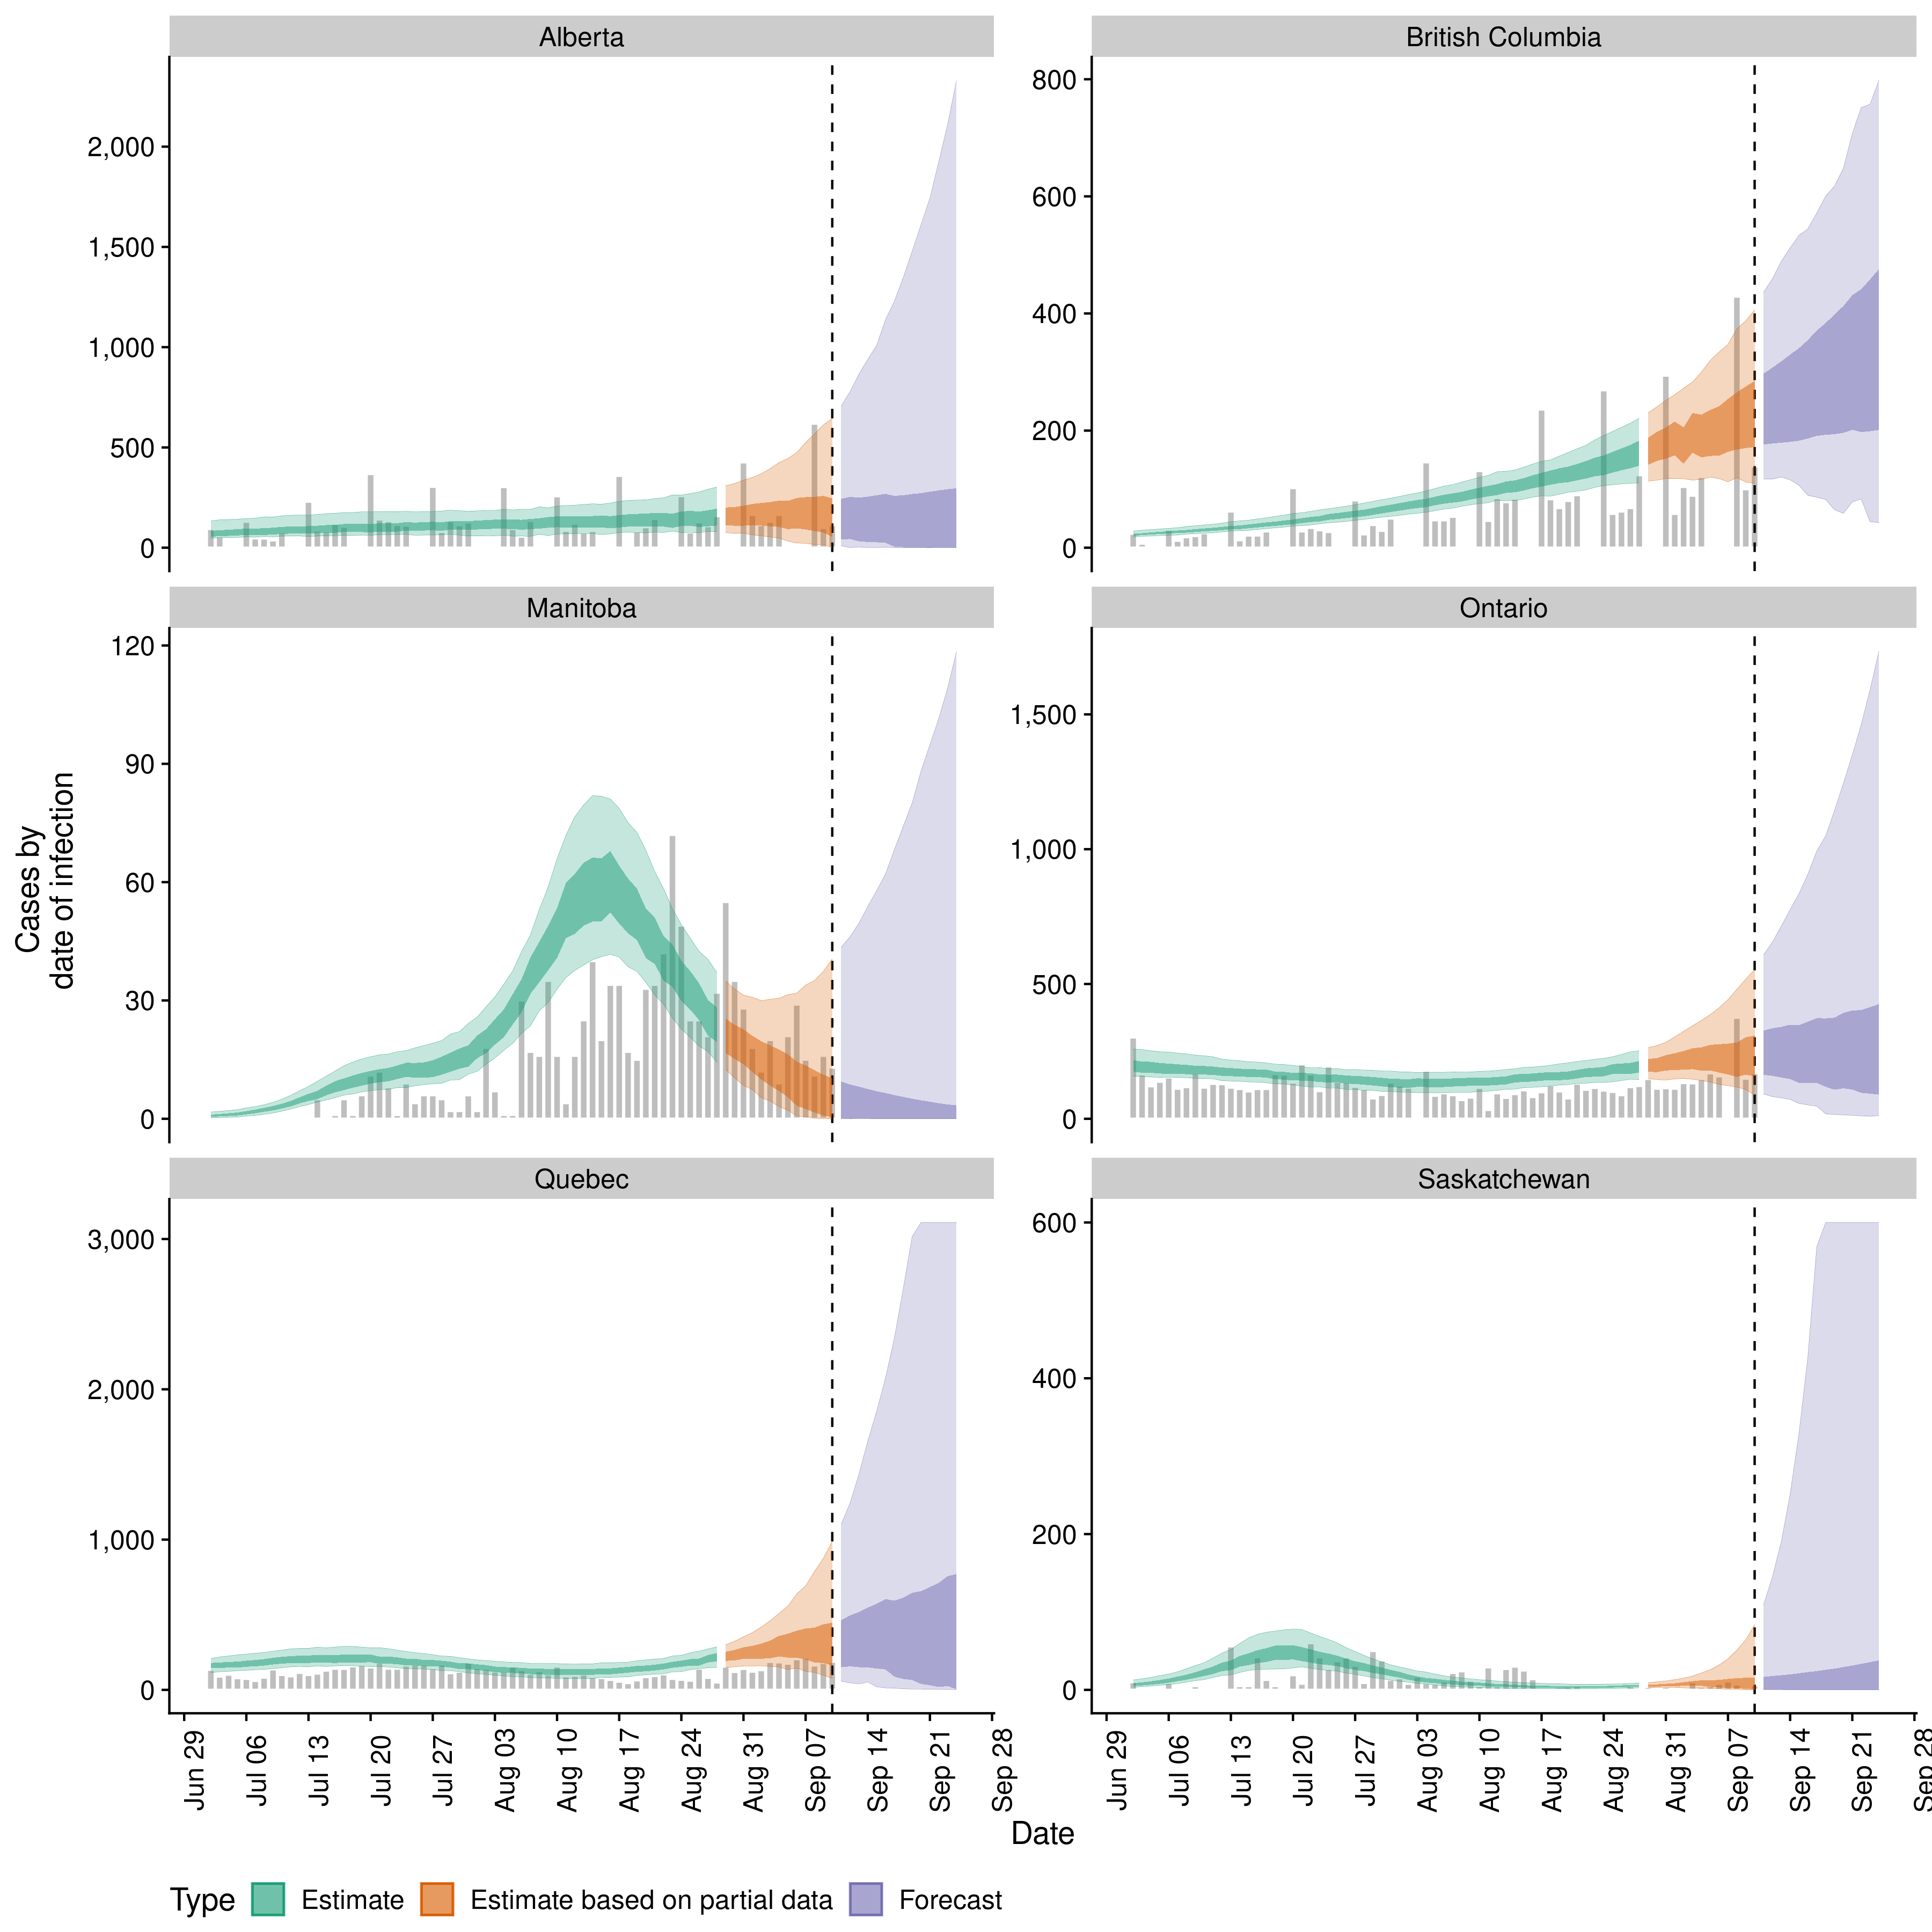 Alberta
British Columbia
2,000
1,500
1,000
500
0
800
600
400
200
0
Manitoba
Ontario
Cases by
date of infection
120
90
60
30
0
1,500
1,000
500
0
Quebec
Saskatchewan
3,000
2,000
1,000
0
600
400
200
0
Jun 29
Jul 06
Jul 13
Jul 20
Jul 27
Aug 03
Aug 10
Aug 17
Aug 24
Aug 31
Sep 07
Sep 14
Sep 21
Sep 28
Jun 29
Jul 06
Jul 13
Jul 20
Jul 27
Aug 03
Aug 10
Aug 17
Aug 24
Aug 31
Sep 07
Sep 14
Sep 21
Sep 28
Date
Type Estimate Estimate based on partial data Forecast